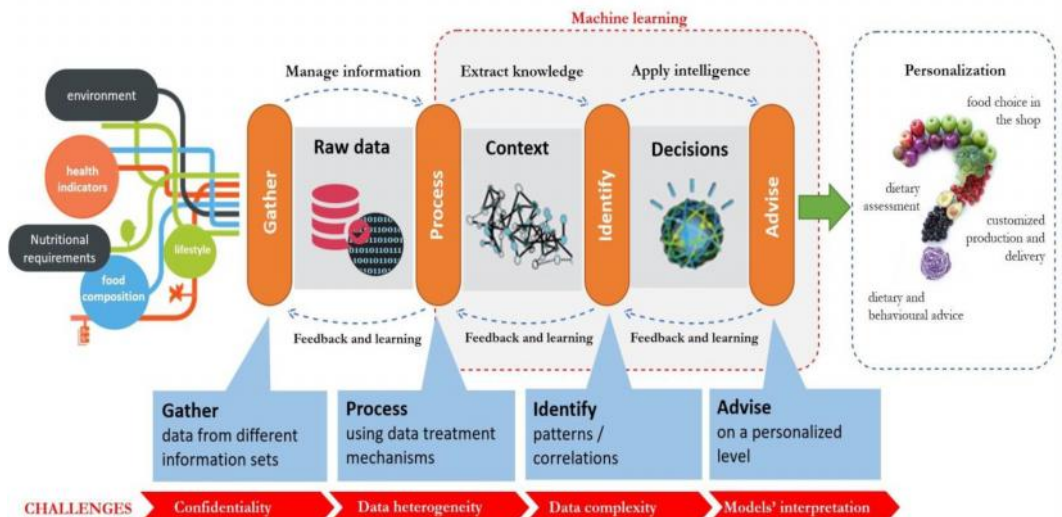 Machine learning
Manage information
Extract knowledge
Apply intelligence
Personalization
environment
health
indicators
Nutritional
requirements
lifestyle
food
composition
Gather
Raw data
Process
Context
Identify
Decisions
Advise
food choice in
the shop
dietary
assessment
customized
production and
delivery
dietary and
behavioural advice
Feedback and learning
Feedback and learning
Feedback and learning
Gather
data from different
information sets
Process
using data treatment
mechanisms
Identify
patterns /
correlations
Advise
on a personalized
level
CHALLENGES
Confidentiality
Data heterogeneity
Data complexity
Models' interpretation